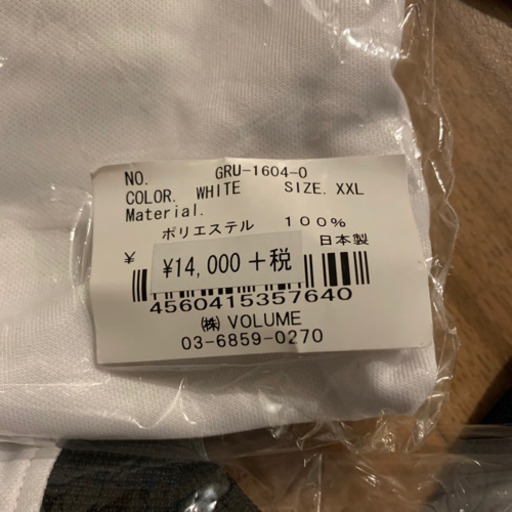 NO. GRU-1604-0
COLOR. WHITE SIZE. XXL
Material.
ポリエステル 100%
日本製
¥
¥14,000+税
4560415357640
㈱ VOLUME
03-6859-0270